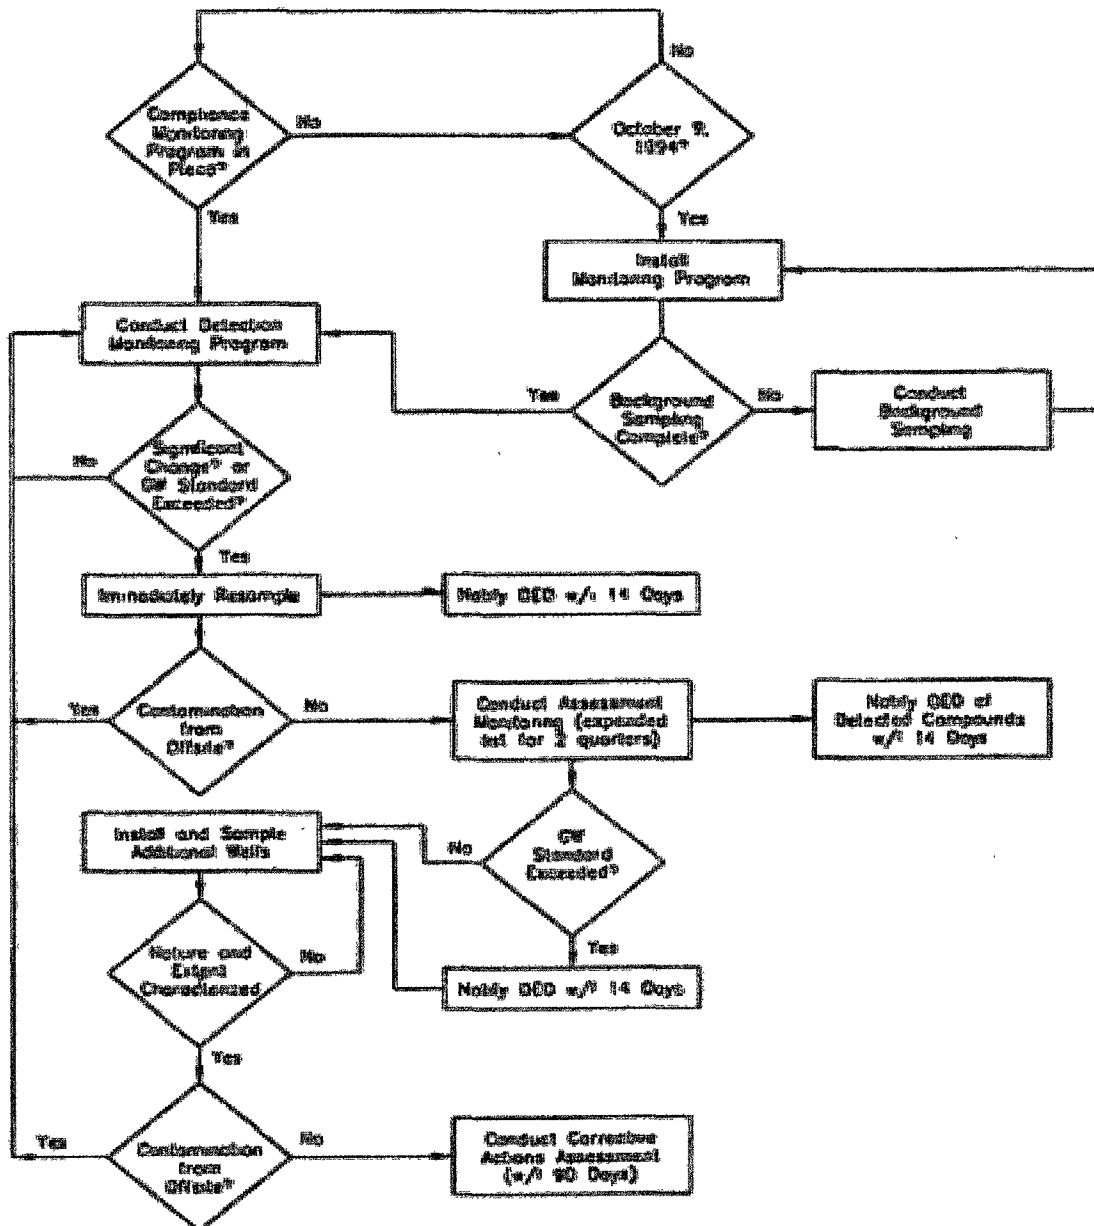 No
Compliance
Monitoring
Program in
Place?
No
October 9,
1994?
Yes
Yes
Install
Monitoring Program
Conduct Detection
Monitoring Program
Yes
Background
Sampling
Complete?
No
Conduct
Background
Sampling
No
Significant
Change? or
GW Standard
Exceeded?
Yes
Immediately Resample
Notify w/i 14 Days
Yes
Contamination
from
Offsite?
No
Conduct Assessment
Monitoring (expanded
list for 2 quarters)
Notify of
Detected Compounds
w/i 14 Days
Install and Sample
Additional Wells
No
GW
Standard
Exceeded?
Nature and
Extent
Characterized
No
Yes
Notify w/i 14 Days
Yes
Yes
Contamination
from
Offsite?
No
Conduct Corrective
Actions Assessment
(w/i 90 Days)